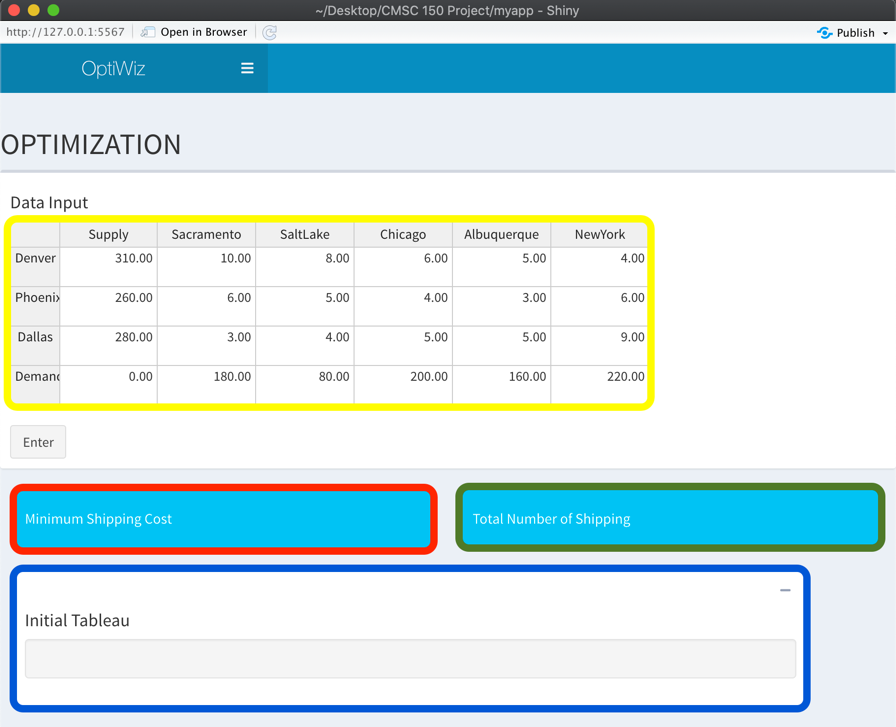 ~/Desktop/CMSC 150 Project/myapp - Shiny
http://127.0.0.1:5567 Open in Browser Publish
OptiWiz
OPTIMIZATION
Data Input
Supply Sacramento SaltLake Chicago Albuquerque NewYork
Denver 310.00 10.00 8.00 6.00 5.00 4.00
Phoenix 260.00 6.00 5.00 4.00 3.00 6.00
Dallas 280.00 3.00 4.00 5.00 5.00 9.00
Demand 0.00 180.00 80.00 200.00 160.00 220.00
Enter
Minimum Shipping Cost Total Number of Shipping
Initial Tableau